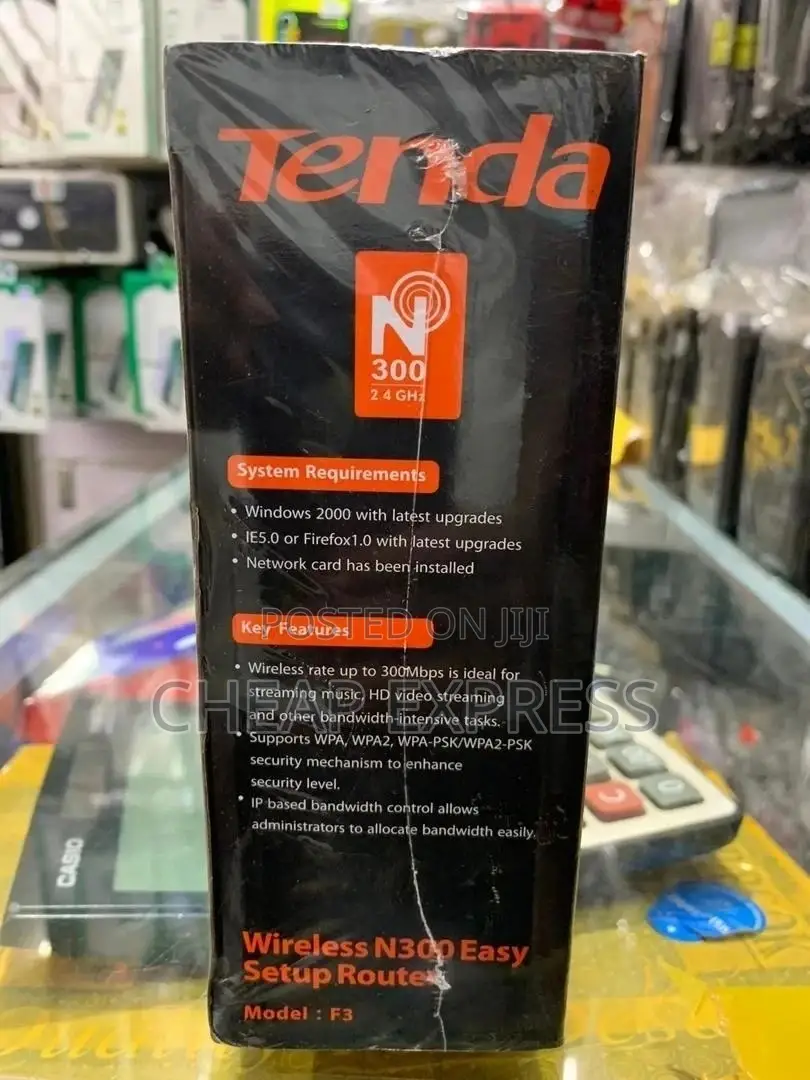 Tenda
N
300
2.4 GHz
System Requirements
• Windows 2000 with latest upgrades
• IE5.0 or Firefox1.0 with latest upgrades
• Network card has been installed
POSTED ON JIJI
Key Features
• Wireless rate up to 300Mbps is ideal for
streaming music, HD video streaming
CHEAP EXPRESS
and other bandwidth-intensive tasks.
• Supports WPA, WPA2, WPA-PSK/WPA2-PSK
security mechanism to enhance
security level.
• IP based bandwidth control allows
administrators to allocate bandwidth easily.
CASIO
C
0
Wireless N300 Easy
Setup Router
Model : F3